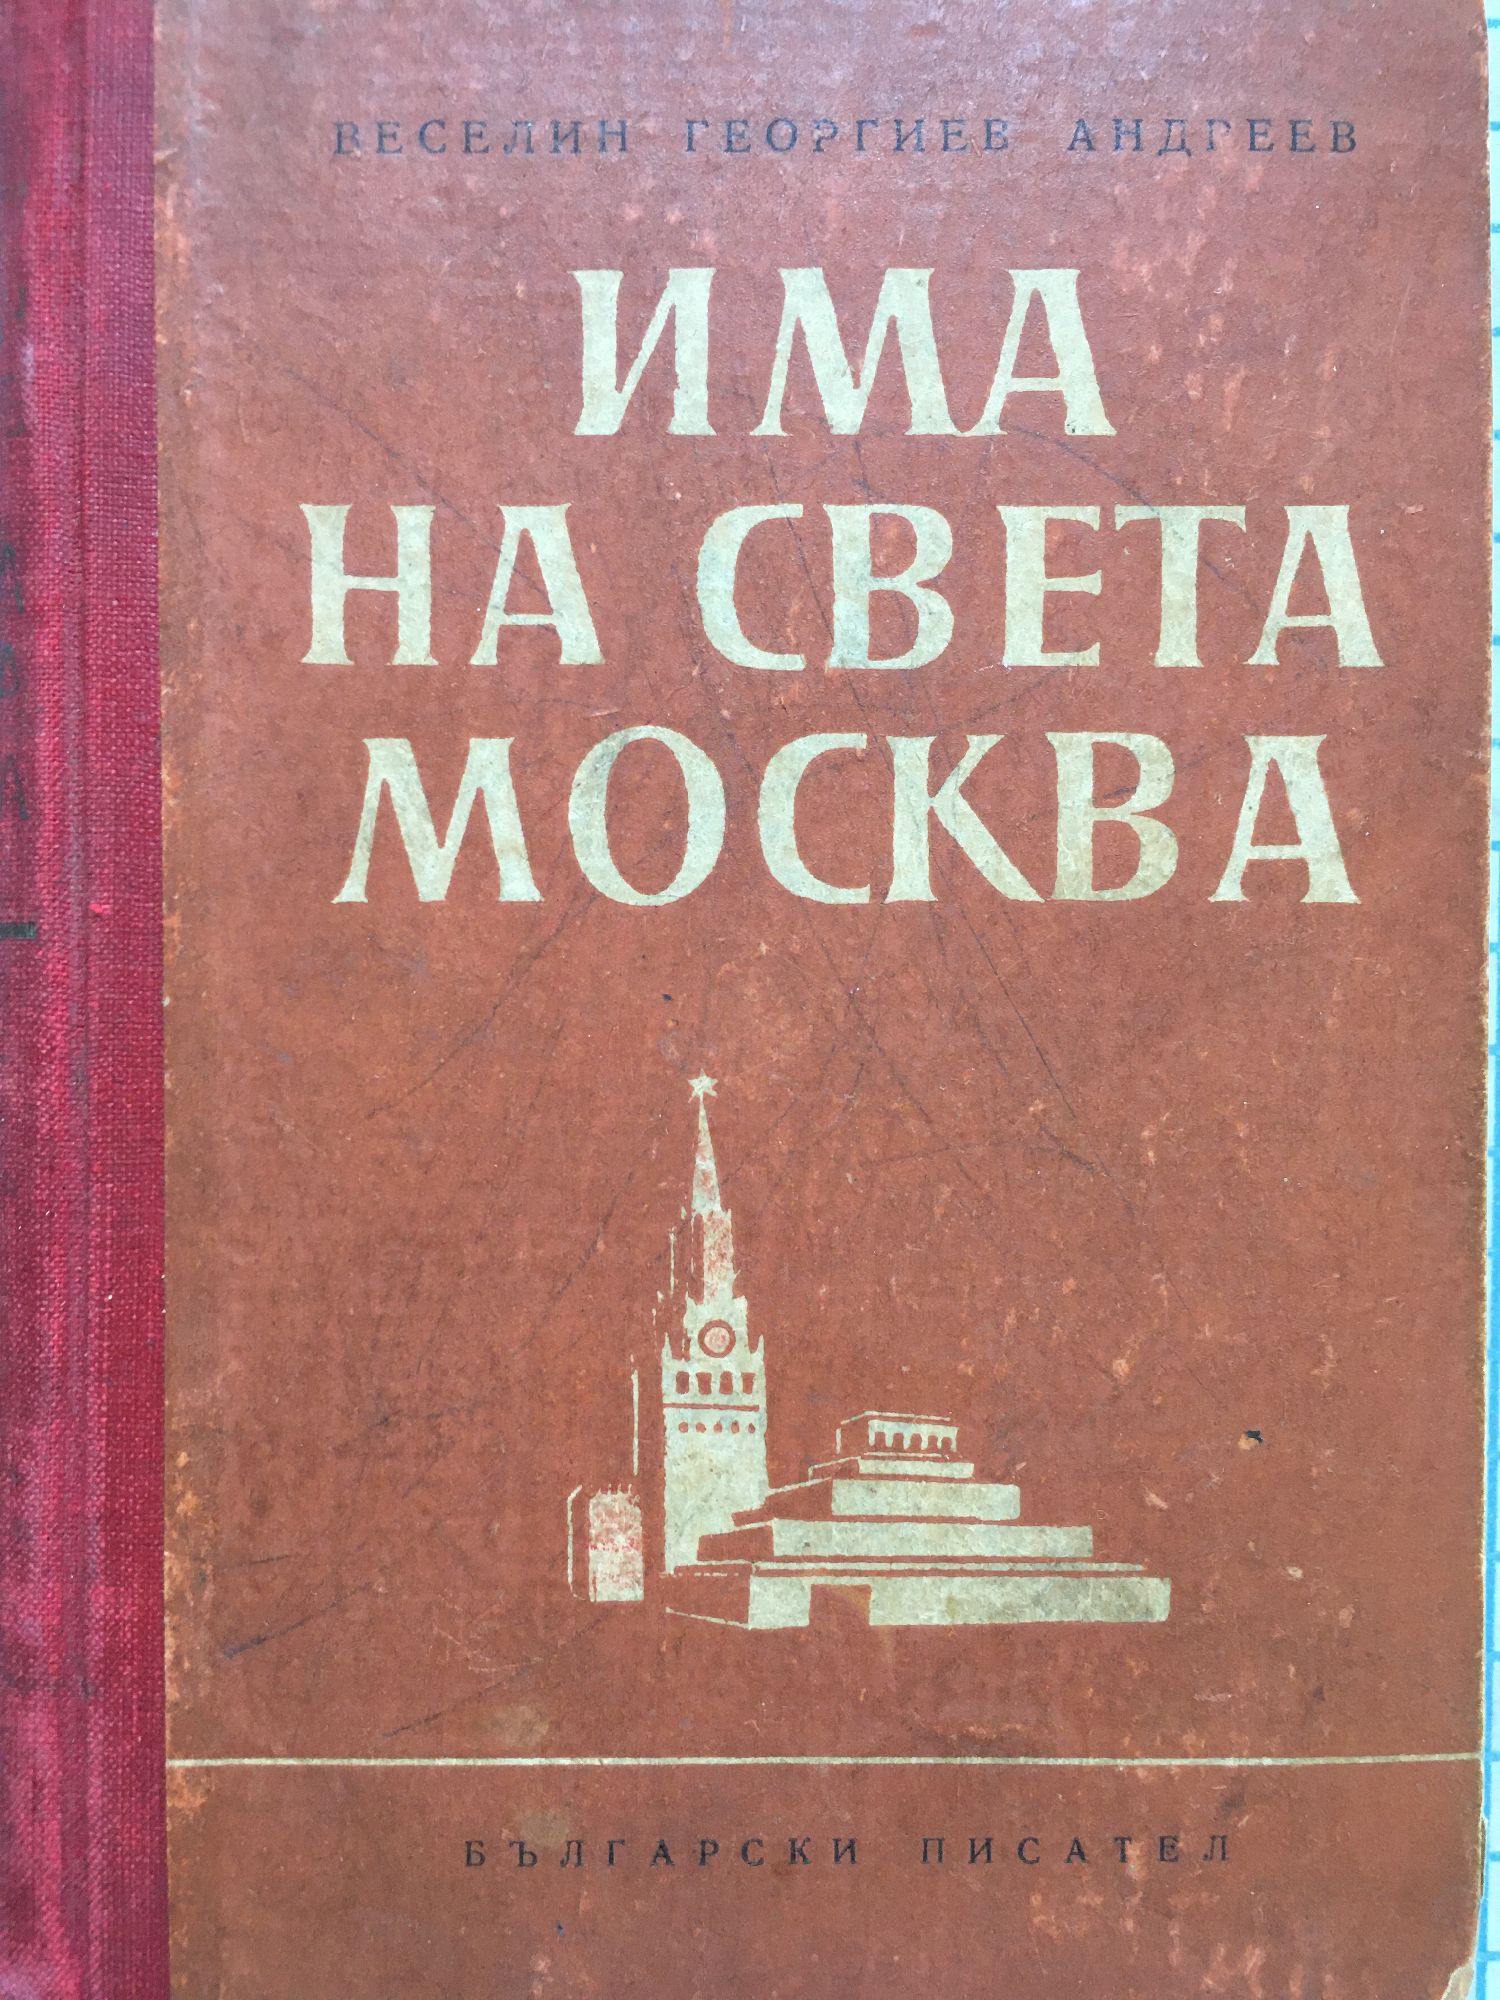 ВЕСЕЛИН ГЕОРГИЕВ АНДРЕЕВ
ИМА
НА СВЕТА
МОСКВА
БЪЛГАРСКИ ПИСАТЕЛ